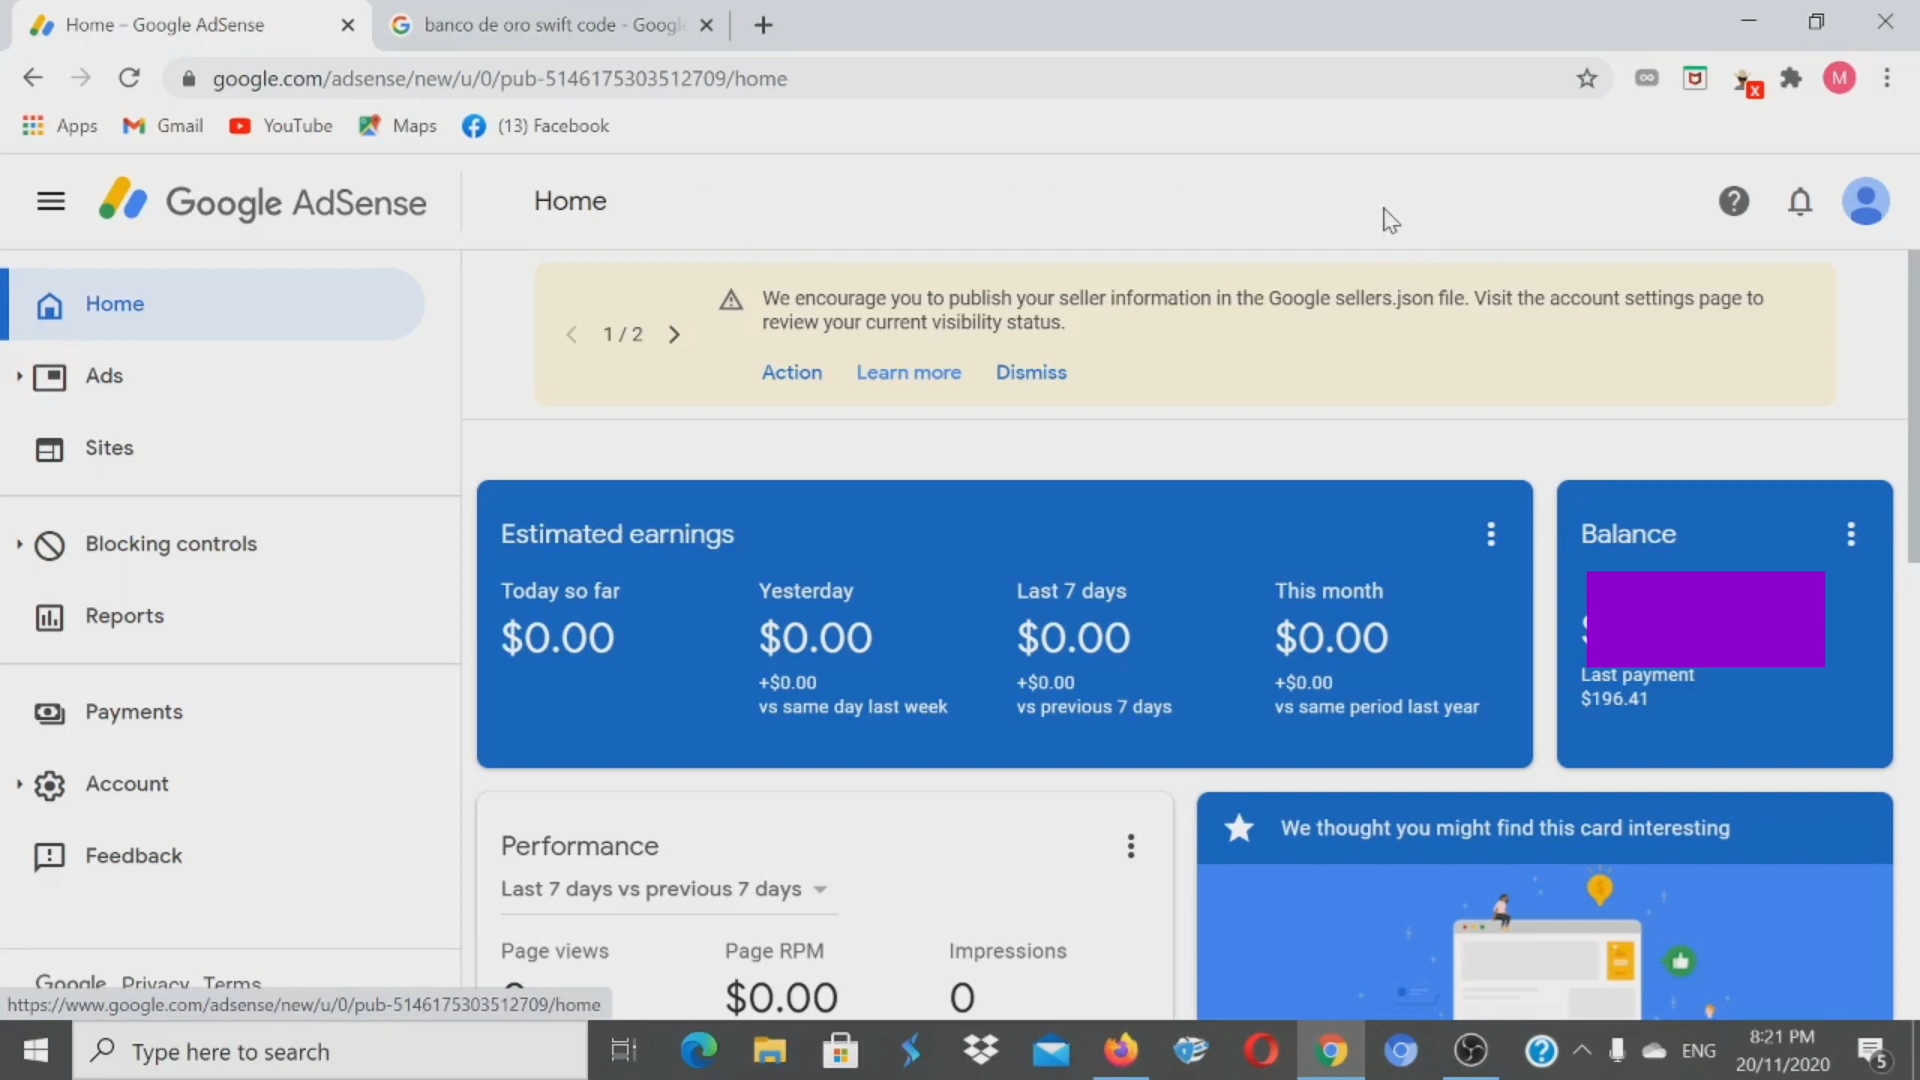 Home – Google AdSense
banco de oro swift code - Google
google.com/adsense/new/u/0/pub-5146175303512709/home
M
Apps
Gmail
YouTube
Maps
(13) Facebook
Google AdSense
Home
Home
Ads
Sites
Blocking controls
Reports
Payments
Account
Feedback
Google Privacy Terms
https://www.google.com/adsense/new/u/0/pub-5146175303512709/home
1 / 2
We encourage you to publish your seller information in the Google sellers.json file. Visit the account settings page to
review your current visibility status.
Action Learn more Dismiss
Estimated earnings
Today so far
$0.00
Yesterday
$0.00
+$0.00
vs same day last week
Last 7 days
$0.00
+$0.00
vs previous 7 days
This month
$0.00
+$0.00
vs same period last year
Balance
Last payment
$196.41
Performance
Last 7 days vs previous 7 days
Page views
Page RPM
$0.00
Impressions
0
We thought you might find this card interesting
Type here to search
ENG
8:21 PM
20/11/2020
5